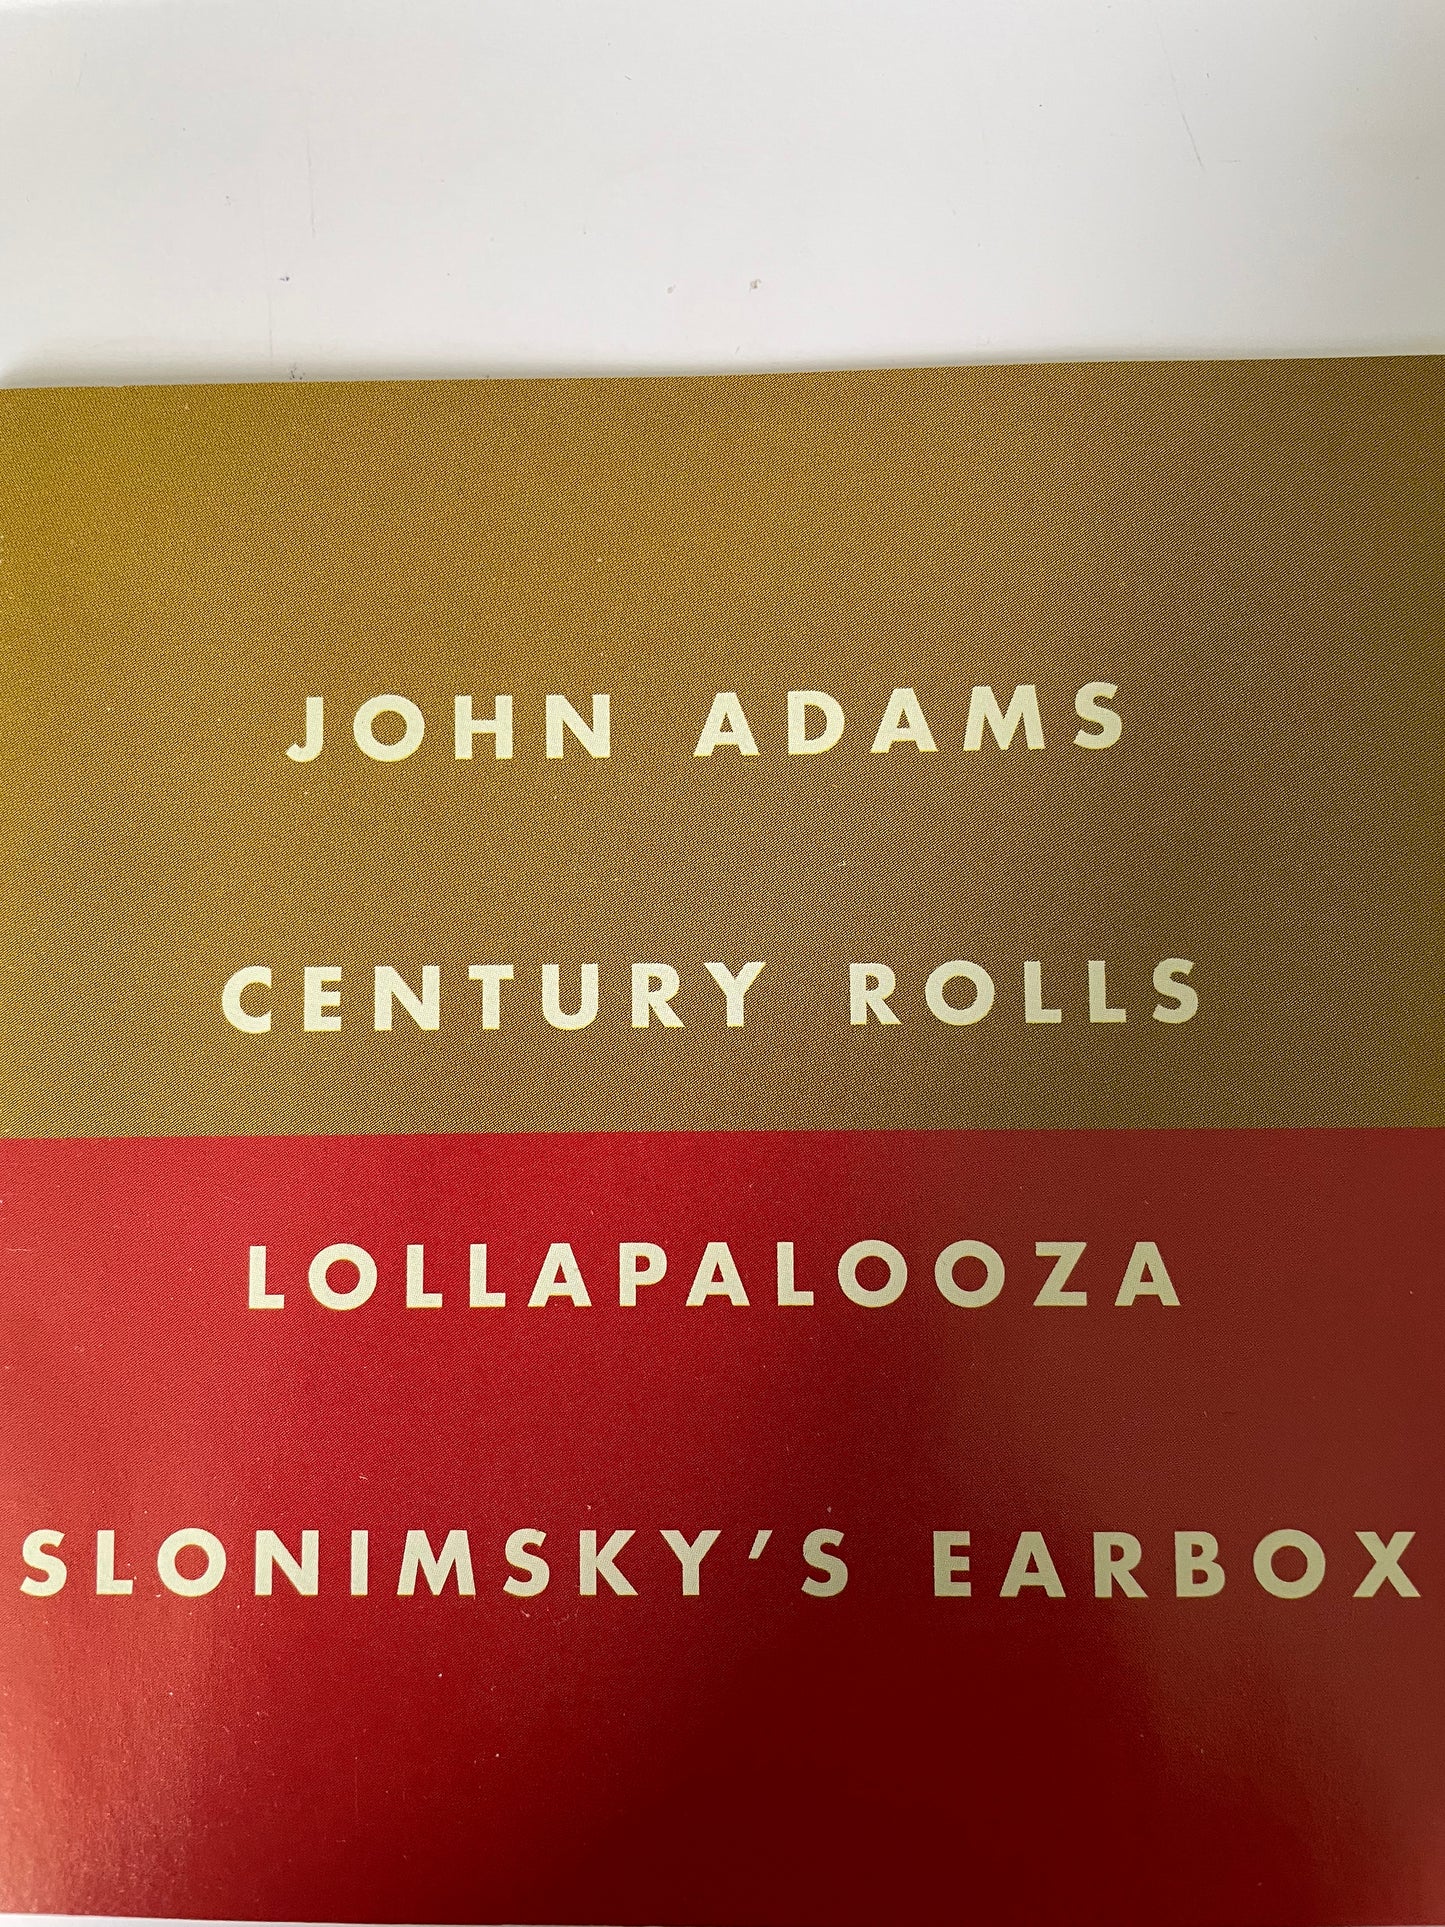 JOHN ADAMS
CENTURY ROLLS
LOLLAPALOOZA
SLONIMSKY’S EARBOX